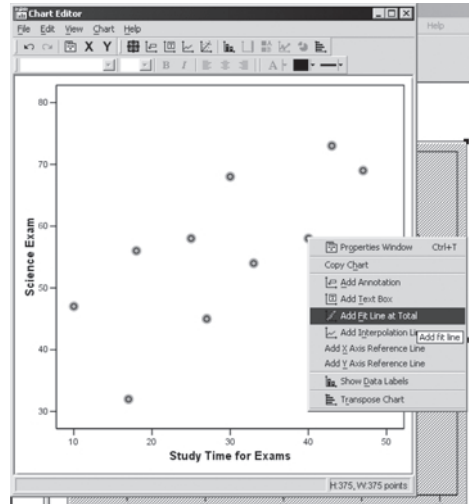 Chart Editor
File Edit View Chart Help
Help
X Y
B I
A
80
70
60
50
40
30
Science Exam
10 20 30 40 50
Study Time for Exams
Properties Window Ctrl+T
Copy Chart
Add Annotation
Add Text Box
Add Fit Line at Total
Add Interpolation Li
Add fit line
Add X Axis Reference Line
Add Y Axis Reference Line
Show Data Labels
Transpose Chart
H:375, W:375 points